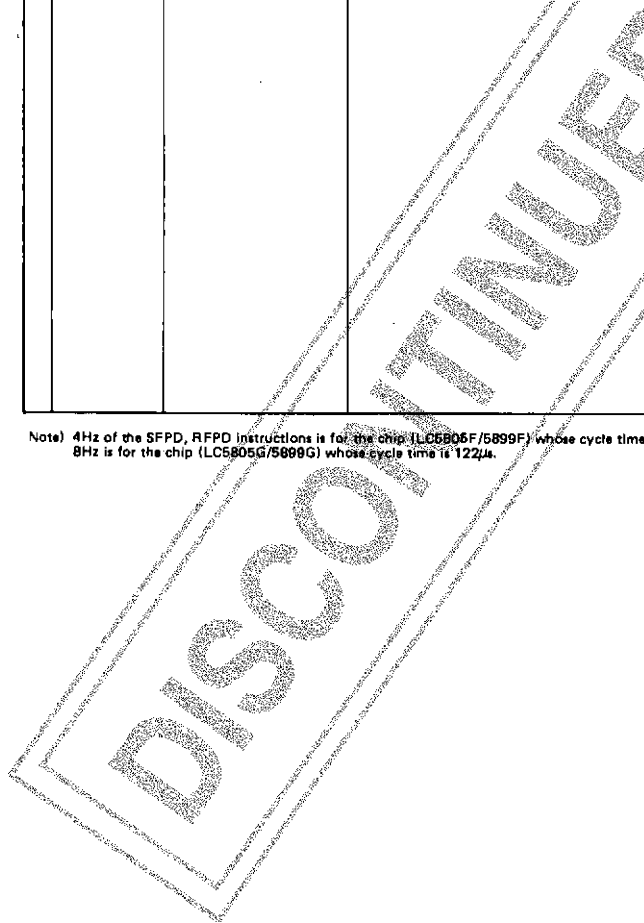 Note) 4Hz of the SFPD, RFPD instructions is for the chip (LC5805F/5899F) whose cycle time
8Hz is for the chip (LC5805G/5899G) whose cycle time is 122μs.
DISCONTINUED